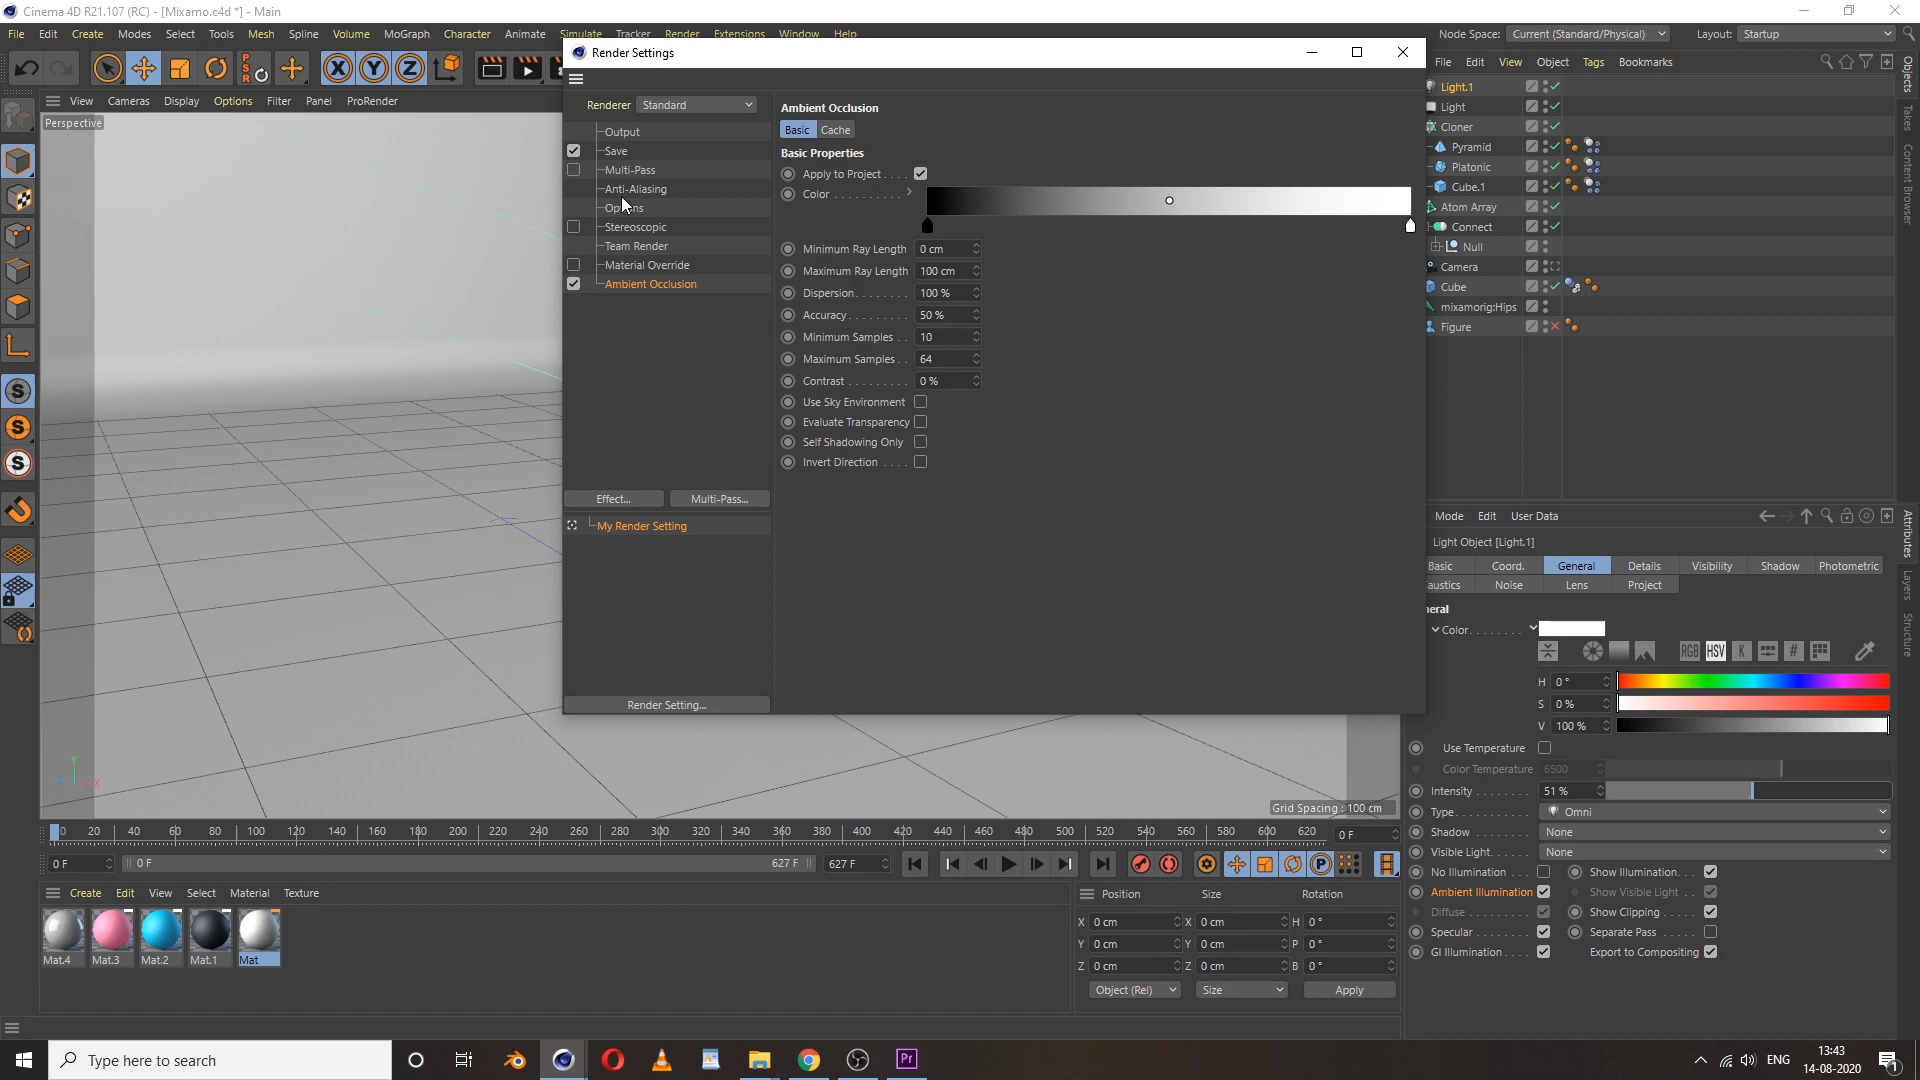 Cinema 4D R21.107 (RC) - [Mixamo.c4d *] - Main
File Edit Create Modes Select Tools Mesh Spline Volume MoGraph Character Animate Simulate Tracker Render Extensions Window Help
Node Space: Current (Standard/Physical) Layout: Startup
Render Settings
File Edit View Object Tags Bookmarks
View Cameras Display Options Filter Panel ProRender
Perspective
Renderer Standard
Output
Save
Multi-Pass
Anti-Aliasing
Options
Stereoscopic
Team Render
Material Override
Ambient Occlusion
Effect... Multi-Pass...
My Render Setting
Render Setting...
Ambient Occlusion
Basic Cache
Basic Properties
Apply to Project . . . .
Color . . . . . . . . . . .
Minimum Ray Length 0 cm
Maximum Ray Length 100 cm
Dispersion. . . . . . . . 100 %
Accuracy. . . . . . . . . 50 %
Minimum Samples . . 10
Maximum Samples . . 64
Contrast . . . . . . . . . 0 %
Use Sky Environment
Evaluate Transparency
Self Shadowing Only
Invert Direction . . . .
Light.1
Light
Cloner
Pyramid
Platonic
Cube.1
Atom Array
Connect
Null
Camera
Cube
mixamorig:Hips
Figure
Objects
Takes
Content Browser
Attributes
Layers
Structure
Mode Edit User Data
Light Object [Light.1]
Basic Coord. General Details Visibility Shadow Photometric
austics Noise Lens Project
neral
Color. . . . . . . .
RGB HSV K #
H 0 °
S 0 %
V 100 %
Use Temperature
Color Temperature 6500
Intensity . . . . . . . 51 %
Type. . . . . . . . . . Omni
Shadow . . . . . . . None
Visible Light. . . . . None
No Illumination . . Show Illumination. . .
Ambient Illumination Show Visible Light . .
Diffuse . . . . . . . . Show Clipping . . . . .
Specular . . . . . . . Separate Pass . . . . .
GI Illumination . . . Export to Compositing
Grid Spacing : 100 cm
Y
Z X
0 20 40 60 80 100 120 140 160 180 200 220 240 260 280 300 320 340 360 380 400 420 440 460 480 500 520 540 560 580 600 620 0 F
0 F 0 F 627 F 627 F
Create Edit View Select Material Texture
Mat.4 Mat.3 Mat.2 Mat.1 Mat
Position Size Rotation
X 0 cm X 0 cm H 0 °
Y 0 cm Y 0 cm P 0 °
Z 0 cm Z 0 cm B 0 °
Object (Rel) Size Apply
Type here to search
Pr
ENG
13:43
14-08-2020
1